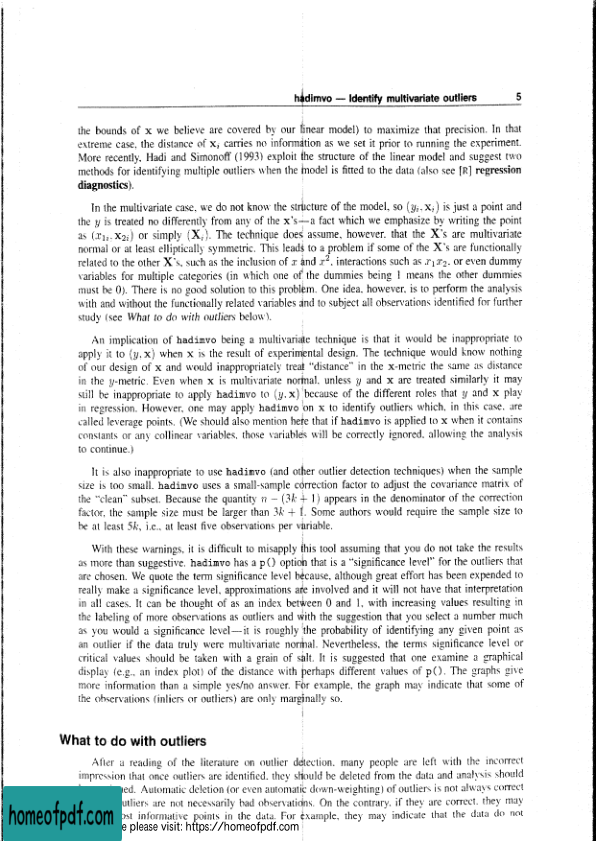 hadimvo — Identify multivariate outliers 5
the bounds of x we believe are covered by our linear model) to maximize that precision. In that
extreme case, the distance of xᵢ carries no information as we set it prior to running the experiment.
More recently, Hadi and Simonoff (1993) exploit the structure of the linear model and suggest two
methods for identifying multiple outliers when the model is fitted to the data (also see [R] regression
diagnostics).
In the multivariate case, we do not know the structure of the model, so (yᵢ, xᵢ) is just a point and
the y is treated no differently from any of the x's—a fact which we emphasize by writing the point
as (x₁ᵢ, x₂ᵢ) or simply (Xᵢ). The technique does assume, however, that the X's are multivariate
normal or at least elliptically symmetric. This leads to a problem if some of the X's are functionally
related to the other X's, such as the inclusion of x and x², interactions such as x₁x₂, or even dummy
variables for multiple categories (in which one of the dummies being 1 means the other dummies
must be 0). There is no good solution to this problem. One idea, however, is to perform the analysis
with and without the functionally related variables and to subject all observations identified for further
study (see What to do with outliers below).
An implication of hadimvo being a multivariate technique is that it would be inappropriate to
apply it to (y, x) when x is the result of experimental design. The technique would know nothing
of our design of x and would inappropriately treat “distance” in the x-metric the same as distance
in the y-metric. Even when x is multivariate normal, unless y and x are treated similarly it may
still be inappropriate to apply hadimvo to (y, x) because of the different roles that y and x play
in regression. However, one may apply hadimvo on x to identify outliers which, in this case, are
called leverage points. (We should also mention here that if hadimvo is applied to x when it contains
constants or any collinear variables, those variables will be correctly ignored, allowing the analysis
to continue.)
It is also inappropriate to use hadimvo (and other outlier detection techniques) when the sample
size is too small. hadimvo uses a small-sample correction factor to adjust the covariance matrix of
the “clean” subset. Because the quantity n − (3k + 1) appears in the denominator of the correction
factor, the sample size must be larger than 3k + 1. Some authors would require the sample size to
be at least 5k, i.e., at least five observations per variable.
With these warnings, it is difficult to misapply this tool assuming that you do not take the results
as more than suggestive. hadimvo has a p() option that is a “significance level” for the outliers that
are chosen. We quote the term significance level because, although great effort has been expended to
really make a significance level, approximations are involved and it will not have that interpretation
in all cases. It can be thought of as an index between 0 and 1, with increasing values resulting in
the labeling of more observations as outliers and with the suggestion that you select a number much
as you would a significance level—it is roughly the probability of identifying any given point as
an outlier if the data truly were multivariate normal. Nevertheless, the terms significance level or
critical values should be taken with a grain of salt. It is suggested that one examine a graphical
display (e.g., an index plot) of the distance with perhaps different values of p(). The graphs give
more information than a simple yes/no answer. For example, the graph may indicate that some of
the observations (inliers or outliers) are only marginally so.
What to do with outliers
After a reading of the literature on outlier detection, many people are left with the incorrect
impression that once outliers are identified, they should be deleted from the data and analysis should
ed. Automatic deletion (or even automatic down-weighting) of outliers is not always correct
utliers are not necessarily bad observations. On the contrary, if they are correct, they may
ost informative points in the data. For example, they may indicate that the data do not
homeofpdf.com
e please visit: https://homeofpdf.com